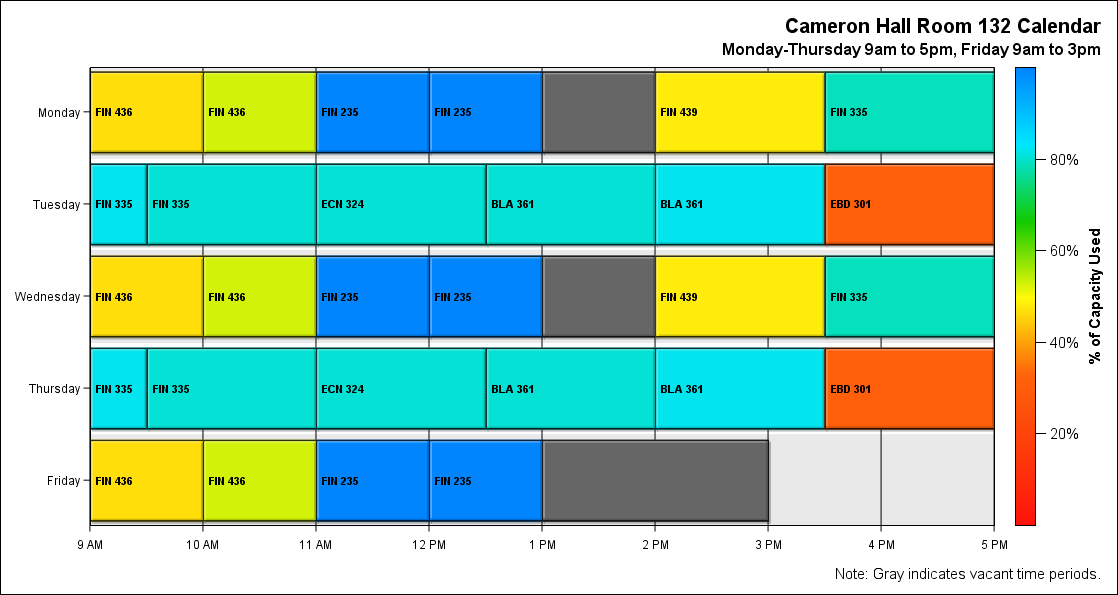 Cameron Hall Room 132 Calendar
Monday-Thursday 9am to 5pm, Friday 9am to 3pm
Monday FIN 436 FIN 436 FIN 235 FIN 235 FIN 439 FIN 335
Tuesday FIN 335 FIN 335 ECN 324 BLA 361 BLA 361 EBD 301
Wednesday FIN 436 FIN 436 FIN 235 FIN 235 FIN 439 FIN 335
Thursday FIN 335 FIN 335 ECN 324 BLA 361 BLA 361 EBD 301
Friday FIN 436 FIN 436 FIN 235 FIN 235
9 AM 10 AM 11 AM 12 PM 1 PM 2 PM 3 PM 4 PM 5 PM
80%
60%
40%
20%
% of Capacity Used
Note: Gray indicates vacant time periods.